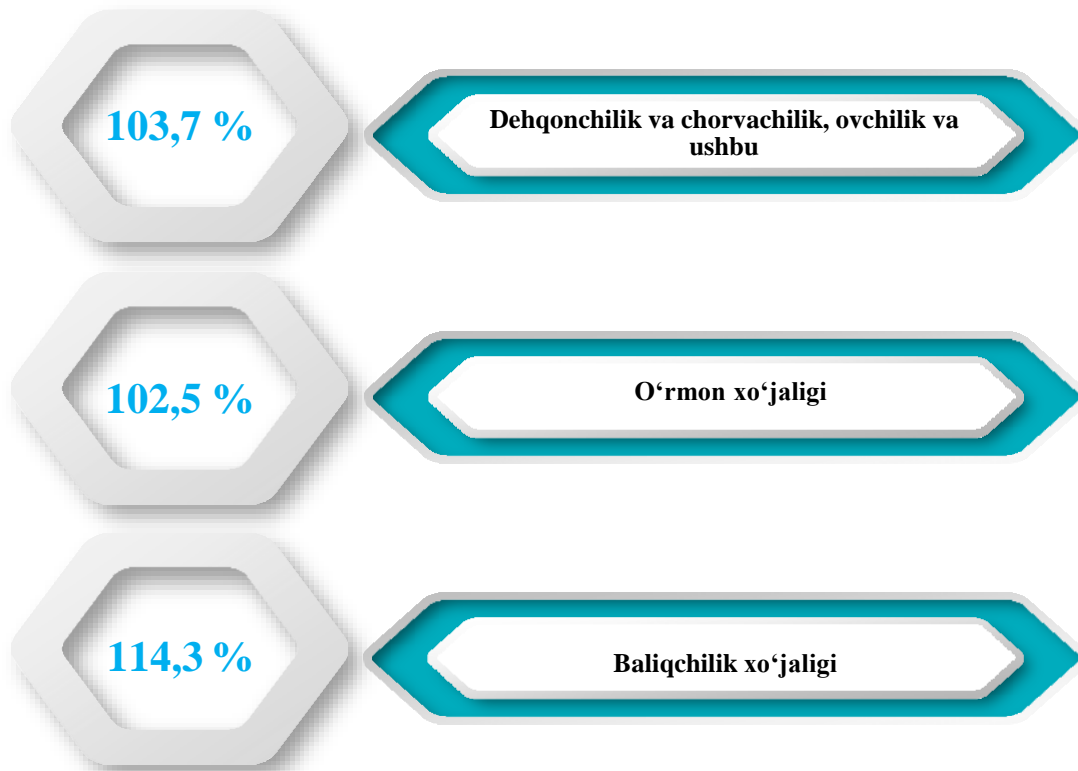 103,7 %
Dehqonchilik va chorvachilik, ovchilik va
ushbu
102,5 %
O‘rmon xo‘jaligi
114,3 %
Baliqchilik xo‘jaligi